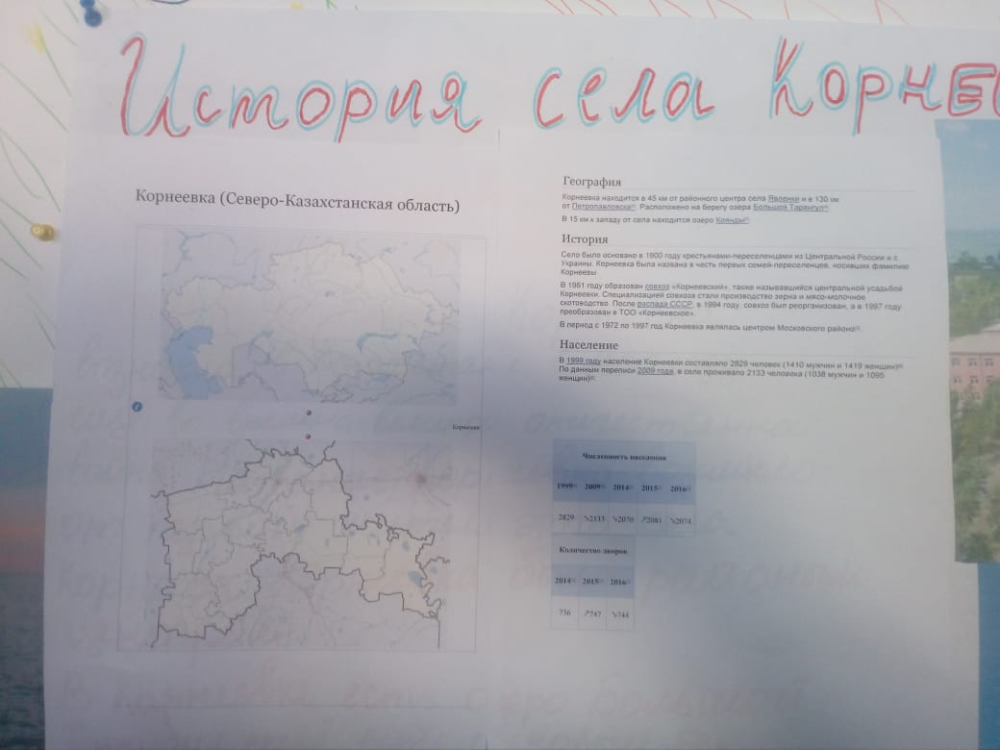 История села Корне
Корнеевка (Северо-Казахстанская область)
Корнеевка
География
Корнеевка находится в 45 км от районного центра села Явленки и в 130 км
от Петропавловска. Расположено на берегу озера Большой Тарангул.
В 15 км к западу от села находится озеро Коянды.
История
Село было основано в 1900 году крестьянами-переселенцами из Центральной России и с
Украины. Корнеевка была названа в честь первых семей-переселенцев, носивших фамилию
Корнеевы
В 1961 году образован совхоз «Корнеевский», также называвшийся центральной усадьбой
Корнеевки. Специализацией совхоза стали производство зерна и мясо-молочное
скотоводство. После распада СССР, в 1994 году, совхоз был реорганизован, а в 1997 году
преобразован в ТОО «Корнеевское».
В период с 1972 по 1997 год Корнеевка являлась центром Московского района
Население
В 1999 году население Корнеевки составляло 2829 человек (1410 мужчин и 1419 женщин)
По данным переписи 2009 года, в селе проживало 2133 человека (1038 мужчин и 1095
женщин)
Численность населения
1999 2009 2014 2015 2016
2829 ↘2133 ↘2070 ↗2081 ↘2074
Количество дворов
2014 2015 2016
736 ↗747 ↘744